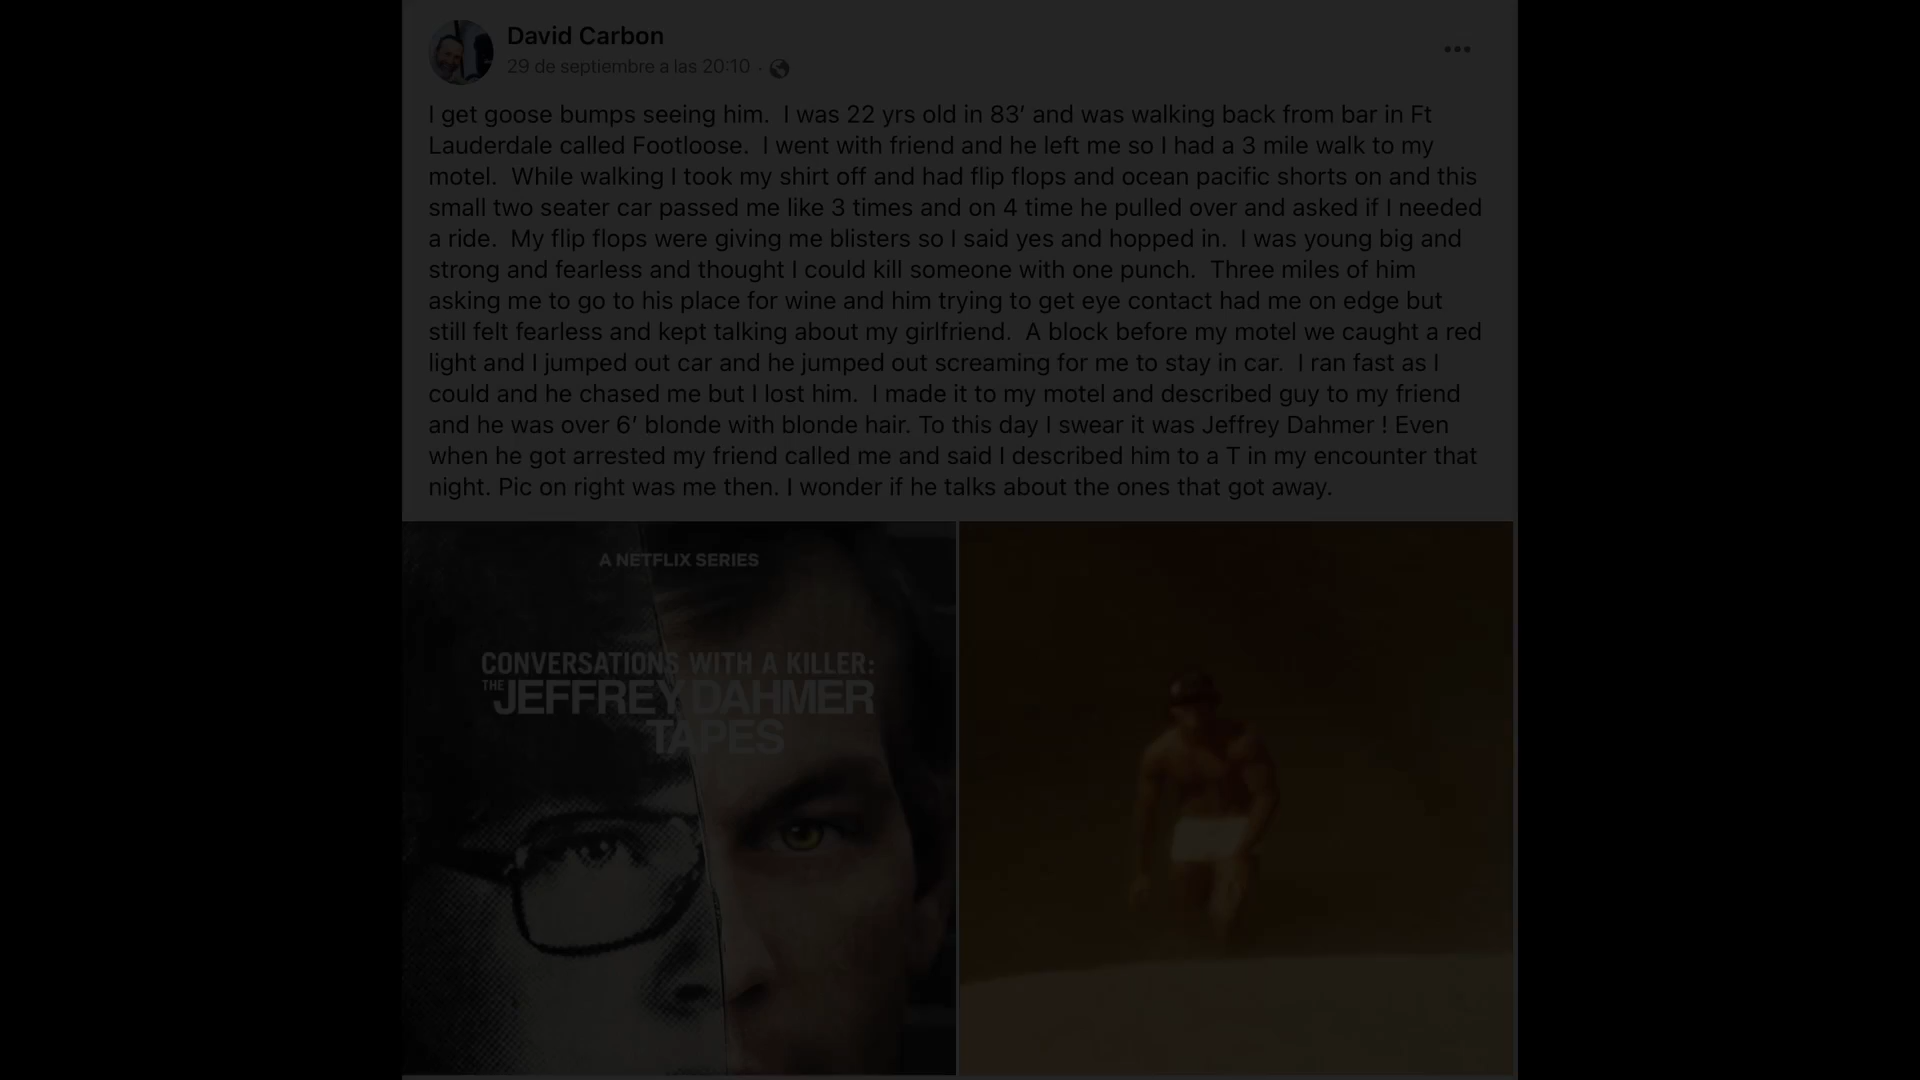 David Carbon
29 de septiembre a las 20:10 ·
I get goose bumps seeing him.  I was 22 yrs old in 83’ and was walking back from bar in Ft
Lauderdale called Footloose.  I went with friend and he left me so I had a 3 mile walk to my
motel.  While walking I took my shirt off and had flip flops and ocean pacific shorts on and this
small two seater car passed me like 3 times and on 4 time he pulled over and asked if I needed
a ride.  My flip flops were giving me blisters so I said yes and hopped in.  I was young big and
strong and fearless and thought I could kill someone with one punch.  Three miles of him
asking me to go to his place for wine and him trying to get eye contact had me on edge but
still felt fearless and kept talking about my girlfriend.  A block before my motel we caught a red
light and I jumped out car and he jumped out screaming for me to stay in car.  I ran fast as I
could and he chased me but I lost him.  I made it to my motel and described guy to my friend
and he was over 6’ blonde with blonde hair. To this day I swear it was Jeffrey Dahmer ! Even
when he got arrested my friend called me and said I described him to a T in my encounter that
night. Pic on right was me then. I wonder if he talks about the ones that got away.
A NETFLIX SERIES
CONVERSATIONS WITH A KILLER:
THE JEFFREY DAHMER
TAPES